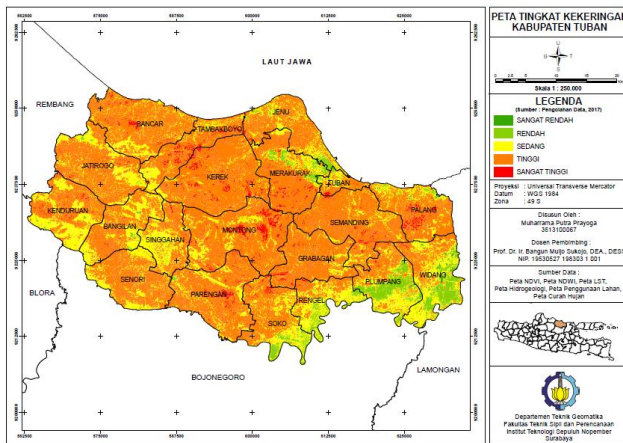 LAUT JAWA
REMBANG
JENU
BANCAR
TAMBAKBOYO
JATIROGO
KEREK
MERAKURAK
TUBAN
KENDURUAN
PALANG
BANGILAN
SINGGAHAN
MONTONG
SEMANDING
GRABAGAN
WIDANG
PLUMPANG
SENORI
PARENGAN
RENGEL
SOKO
BLORA
BOJONEGORO
LAMONGAN
PETA TINGKAT KEKERINGAN
KABUPATEN TUBAN
Skala 1 : 250.000
LEGENDA
(Sumber : Pengolahan Data, 2017)
SANGAT RENDAH
RENDAH
SEDANG
TINGGI
SANGAT TINGGI
Proyeksi : Universal Transverse Mercator
Datum : WGS 1984
Zona : 49 S
Disusun Oleh :
Muharrama Putra Prayoga
3513100067
Dosen Pembimbing :
Prof. Dr. Ir. Bangun Muljo Sukojo, DEA., DESS
NIP. 19530527 198303 1 001
Sumber Data :
Peta NDVI, Peta NDWI, Peta LST,
Peta Hidrogeologi, Peta Penggunaan Lahan,
Peta Curah Hujan
Departemen Teknik Geomatika
Fakultas Teknik Sipil dan Perencanaan
Institut Teknologi Sepuluh Nopember
Surabaya